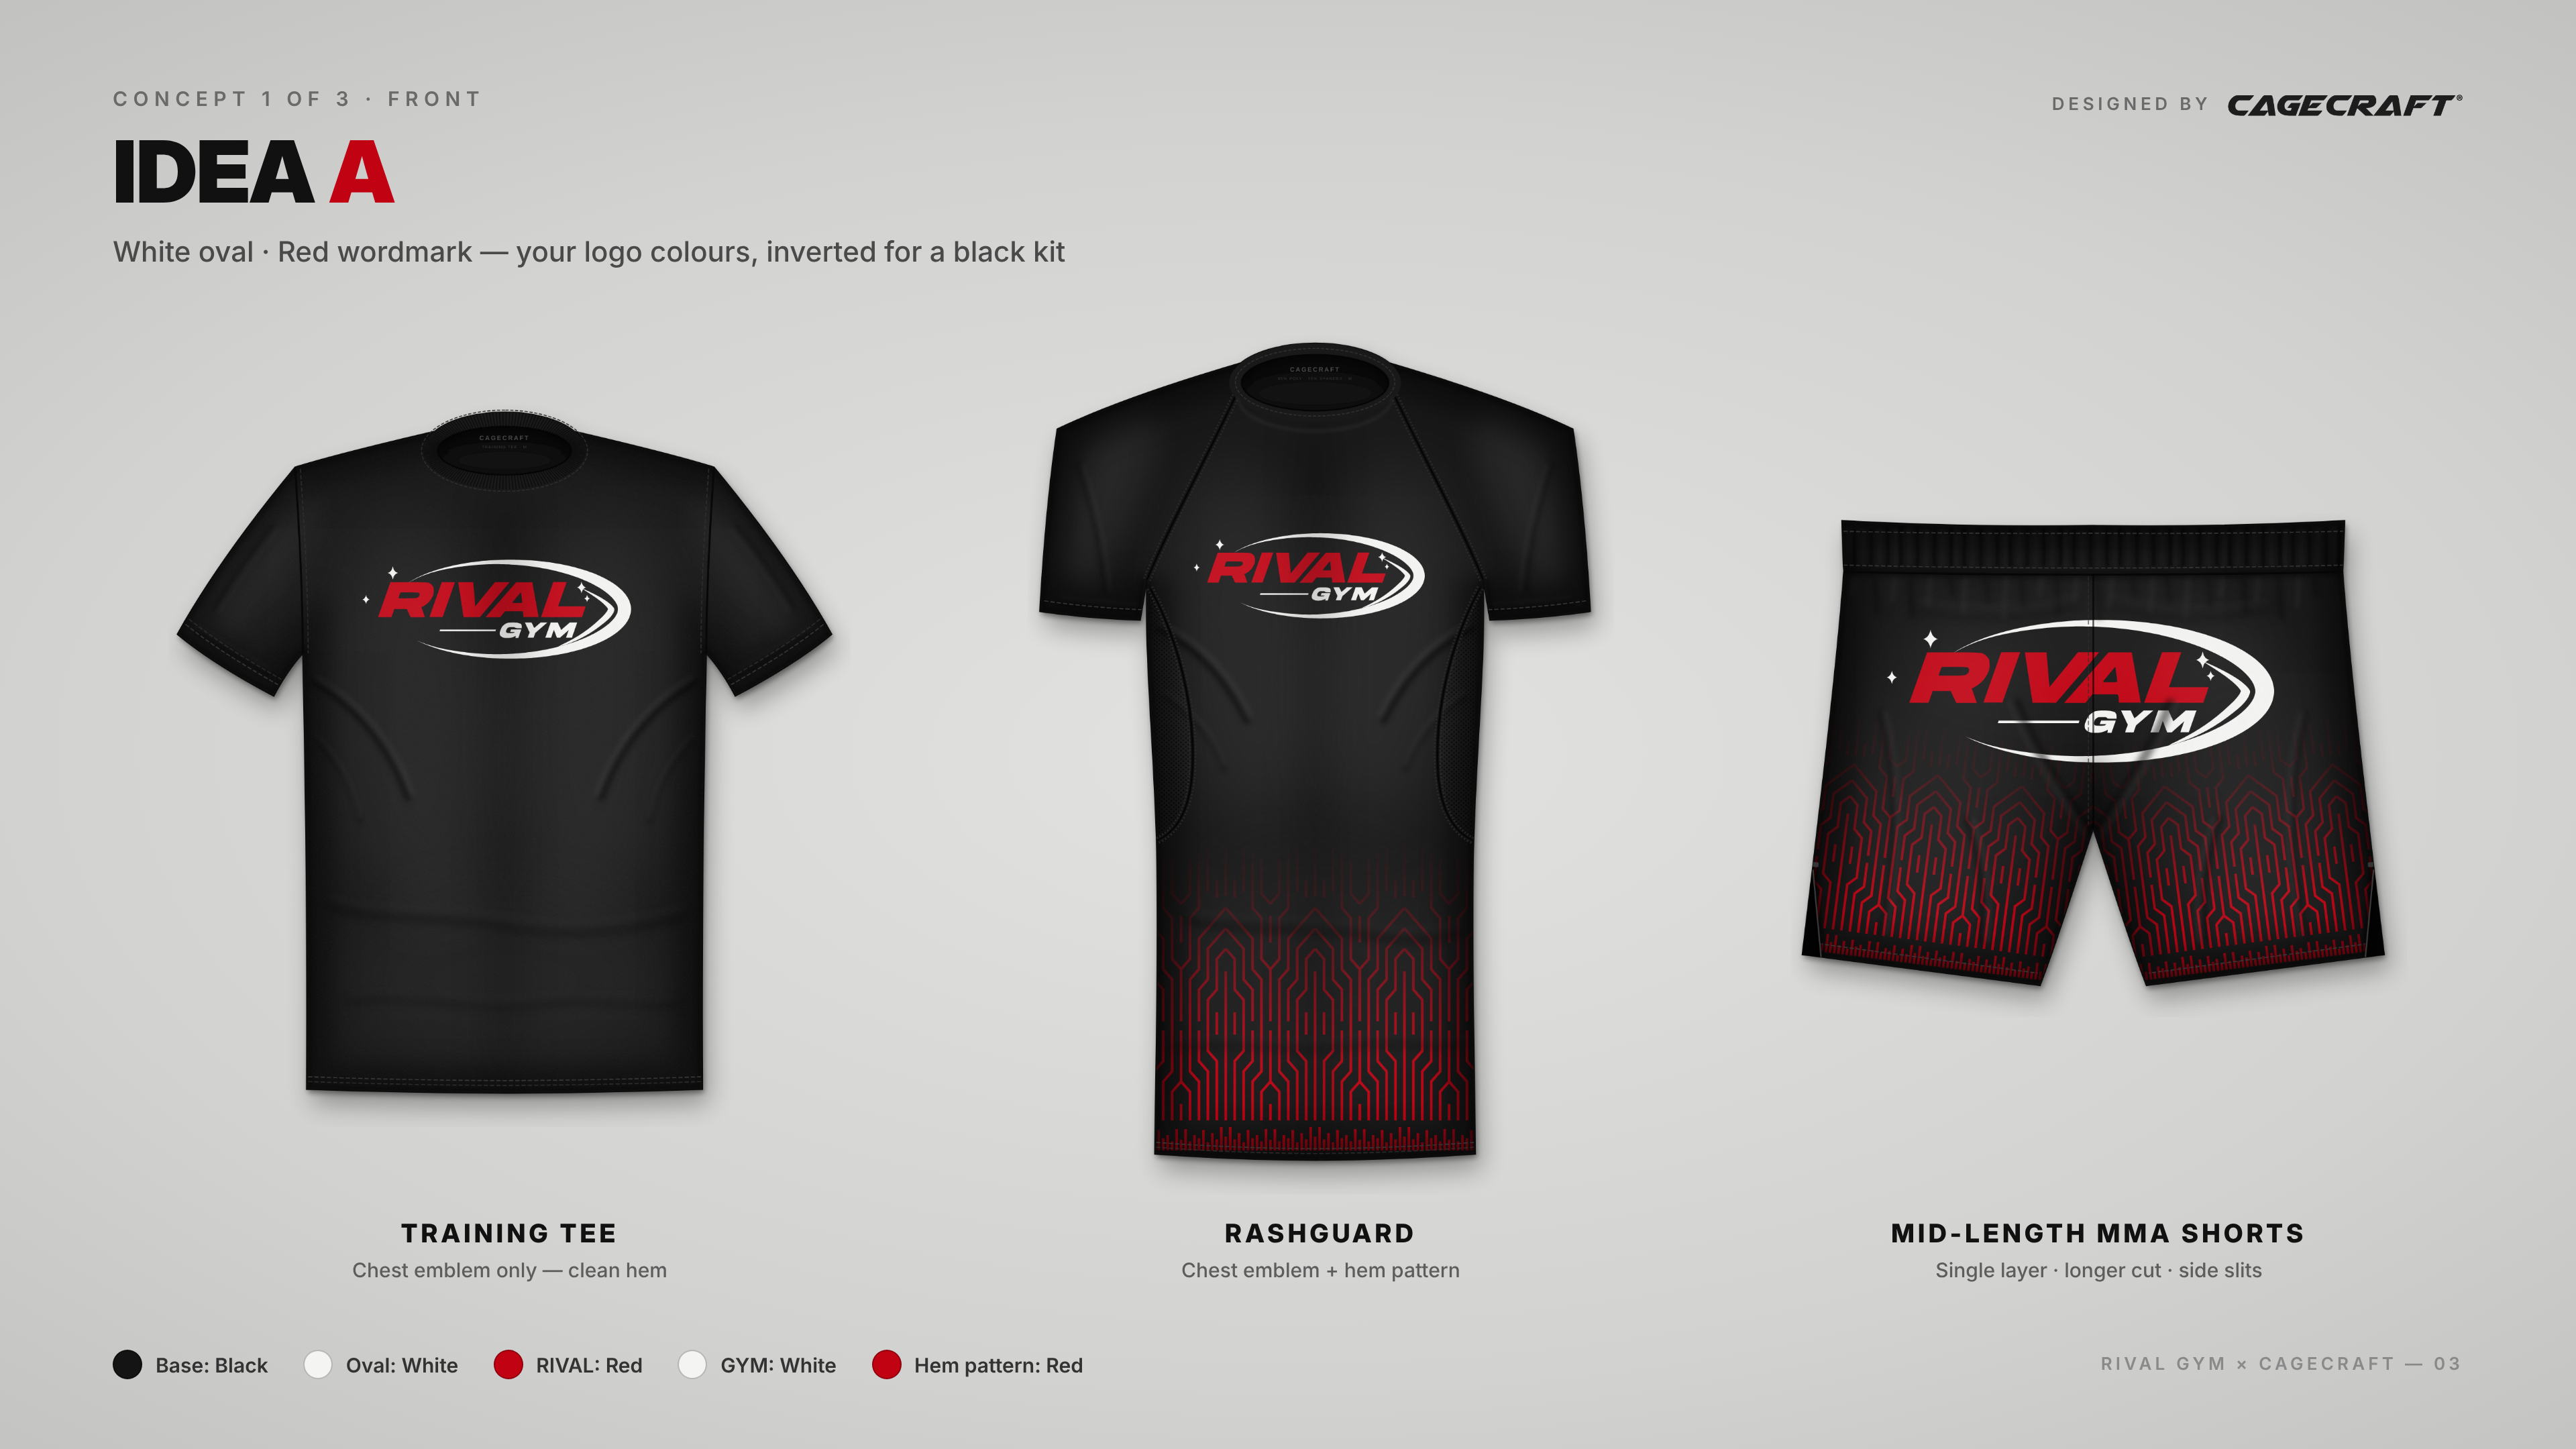 CONCEPT 1 OF 3 · FRONT
DESIGNED BY CAGECRAFT®
IDEA A
White oval · Red wordmark — your logo colours, inverted for a black kit
CAGECRAFT
RIVAL
GYM
CAGECRAFT
RIVAL
GYM
RIVAL
GYM
TRAINING TEE
Chest emblem only — clean hem
RASHGUARD
Chest emblem + hem pattern
MID-LENGTH MMA SHORTS
Single layer · longer cut · side slits
Base: Black
Oval: White
RIVAL: Red
GYM: White
Hem pattern: Red
RIVAL GYM × CAGECRAFT — 03